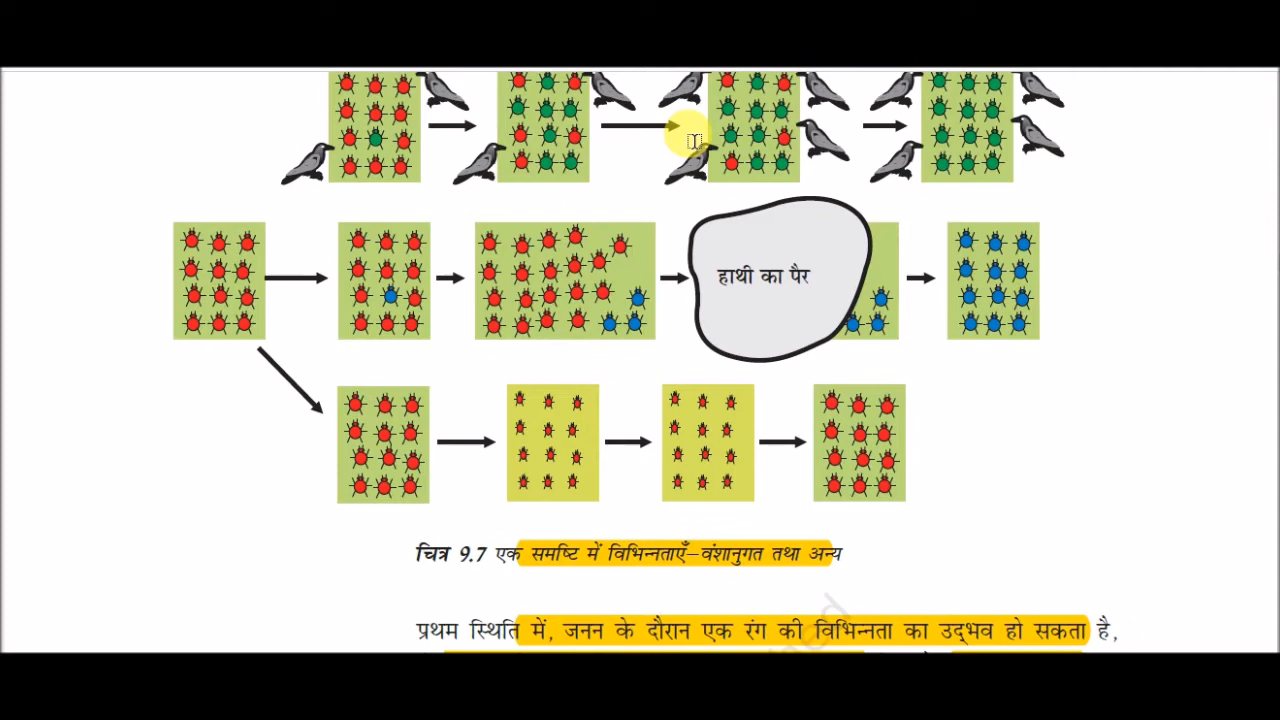 हाथी का पैर
चित्र 9.7 एक समष्टि में विभिन्नताएँ–वंशानुगत तथा अन्य
प्रथम स्थिति में, जनन के दौरान एक रंग की विभिन्नता का उद्‌भव हो सकता है,